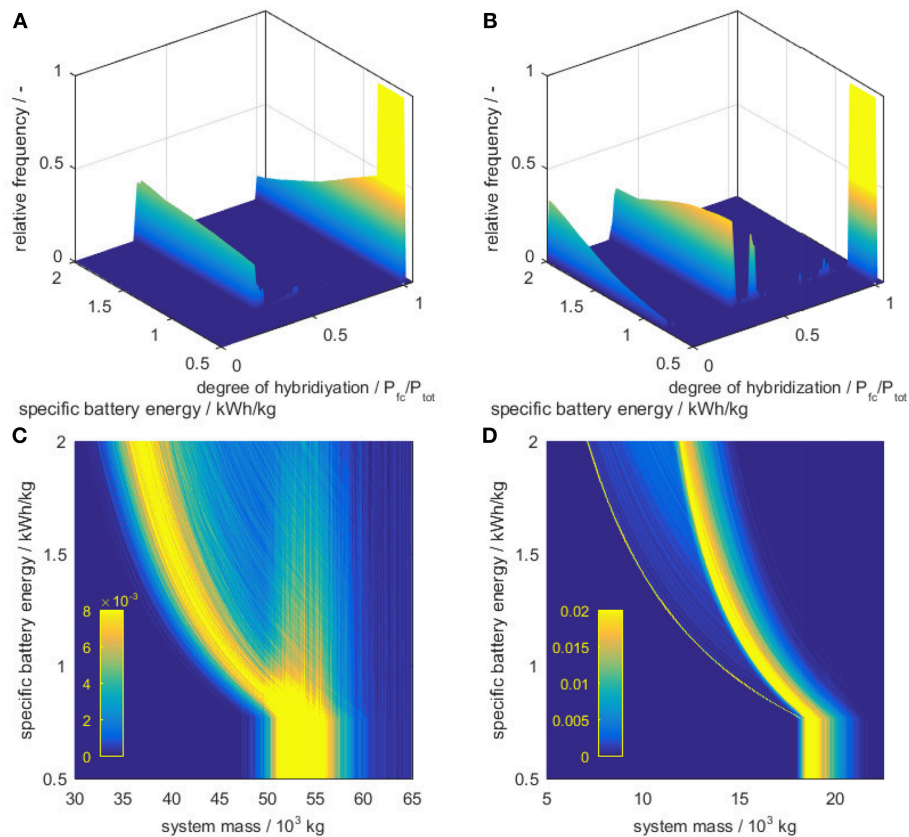 A
B
relative frequency / -
1
0.5
0
2
1.5
1
0.5
0
0.5
1
degree of hybridiyation / P_fc/P_tot
specific battery energy / kWh/kg
relative frequency / -
1
0.5
0
2
1.5
1
0.5
0
0.5
1
degree of hybridization / P_fc/P_tot
specific battery energy / kWh/kg
C
D
specific battery energy / kWh/kg
2
1.5
1
0.5
8
× 10⁻³
6
4
2
0
30 35 40 45 50 55 60 65
system mass / 10³ kg
specific battery energy / kWh/kg
2
1.5
1
0.5
0.02
0.015
0.01
0.005
0
5 10 15 20
system mass / 10³ kg